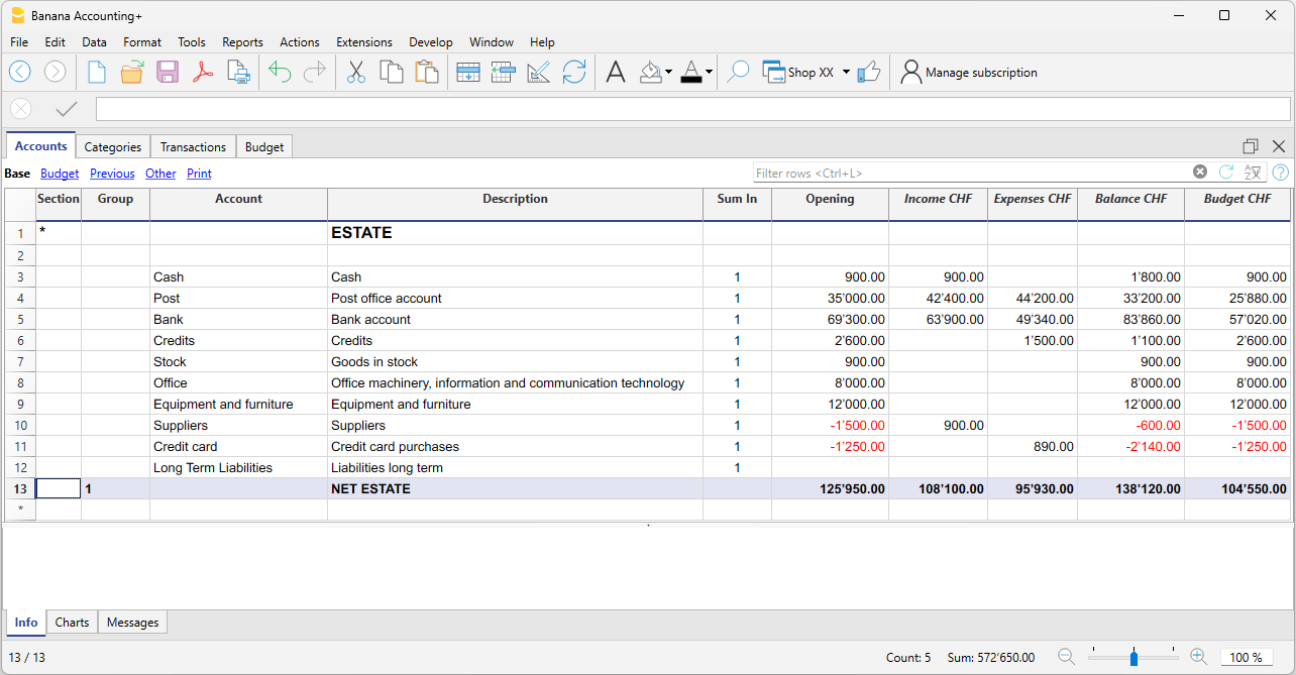 Banana Accounting+
File Edit Data Format Tools Reports Actions Extensions Develop Window Help
Shop XX Manage subscription
Accounts Categories Transactions Budget
Base Budget Previous Other Print Filter rows <Ctrl+L>
Section Group Account Description Sum In Opening Income CHF Expenses CHF Balance CHF Budget CHF
1 * ESTATE
2
3 Cash Cash 1 900.00 900.00 1'800.00 900.00
4 Post Post office account 1 35'000.00 42'400.00 44'200.00 33'200.00 25'880.00
5 Bank Bank account 1 69'300.00 63'900.00 49'340.00 83'860.00 57'020.00
6 Credits Credits 1 2'600.00 1'500.00 1'100.00 2'600.00
7 Stock Goods in stock 1 900.00 900.00 900.00
8 Office Office machinery, information and communication technology 1 8'000.00 8'000.00 8'000.00
9 Equipment and furniture Equipment and furniture 1 12'000.00 12'000.00 12'000.00
10 Suppliers Suppliers 1 -1'500.00 900.00 -600.00 -1'500.00
11 Credit card Credit card purchases 1 -1'250.00 890.00 -2'140.00 -1'250.00
12 Long Term Liabilities Liabilities long term 1
13 1 NET ESTATE 125'950.00 108'100.00 95'930.00 138'120.00 104'550.00
*
Info Charts Messages
13 / 13 Count: 5 Sum: 572'650.00 100 %